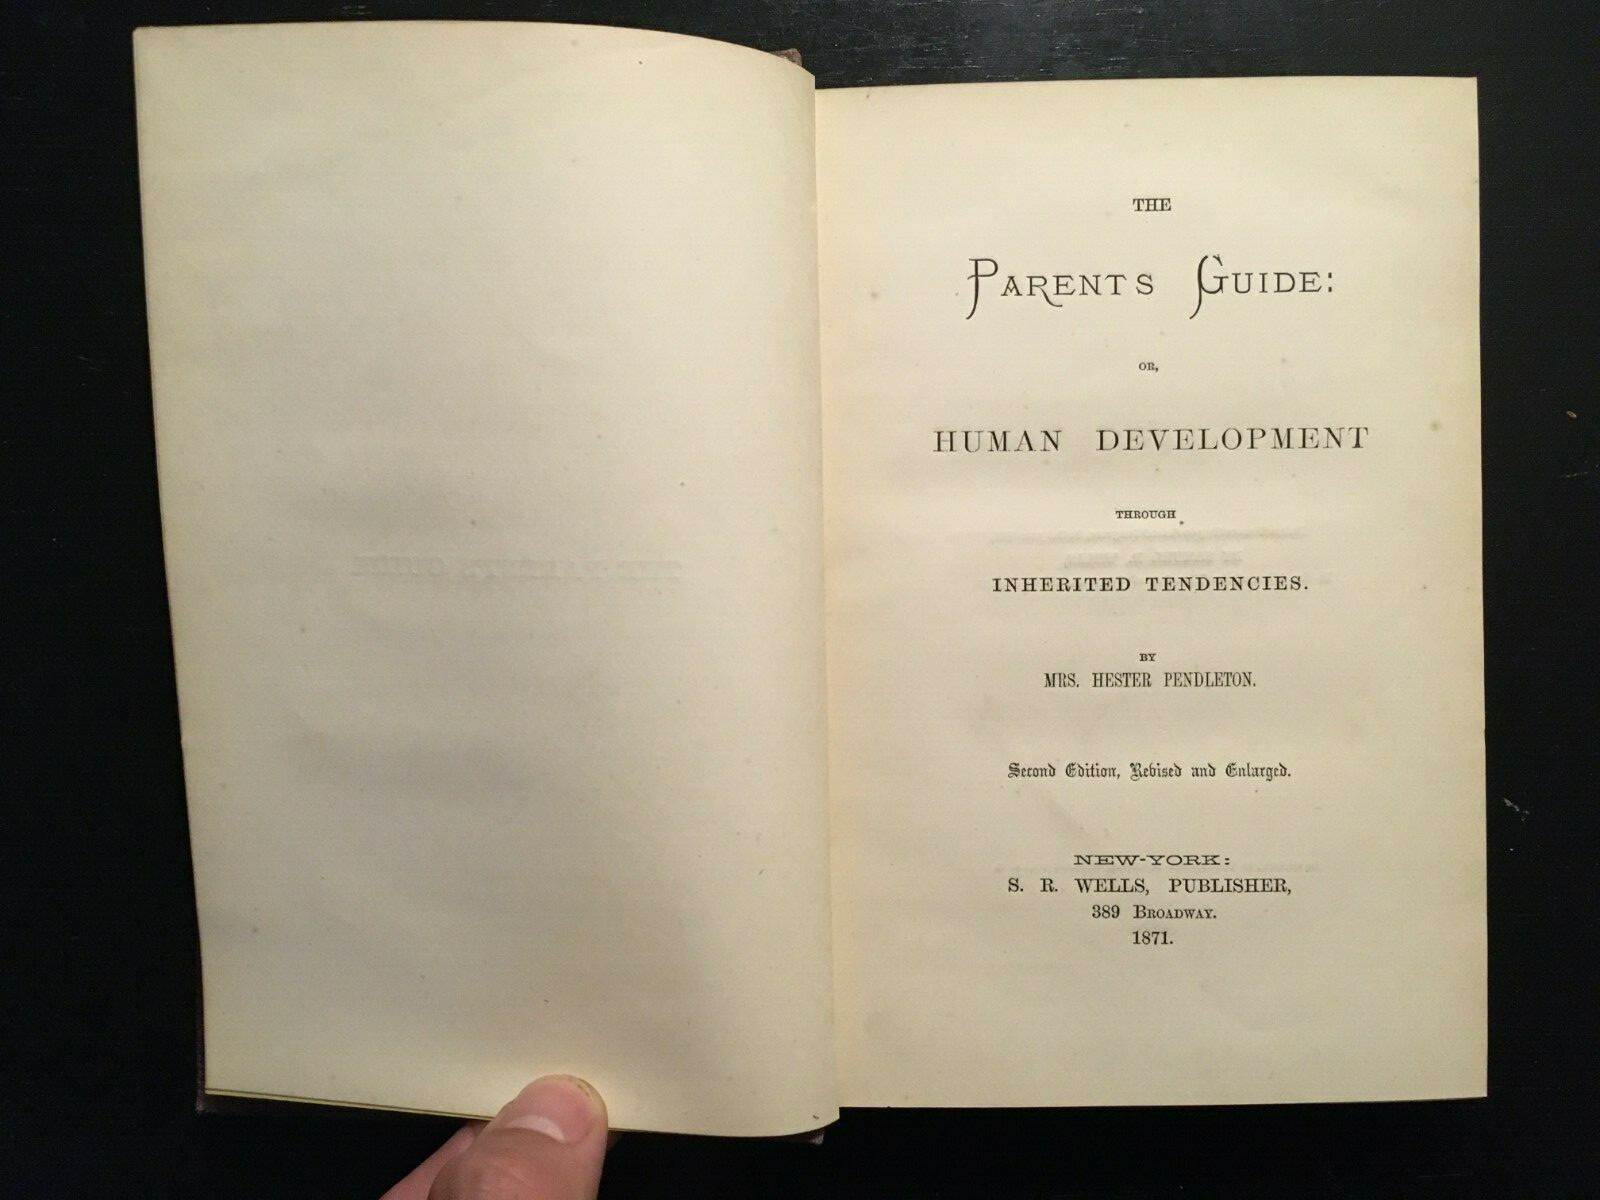 THE
PARENTS GUIDE:
OR,
HUMAN DEVELOPMENT
THROUGH
INHERITED TENDENCIES.
BY
MRS. HESTER PENDLETON.
Second Edition, Revised and Enlarged.
NEW-YORK:
S. R. WELLS, PUBLISHER,
389 BROADWAY.
1871.